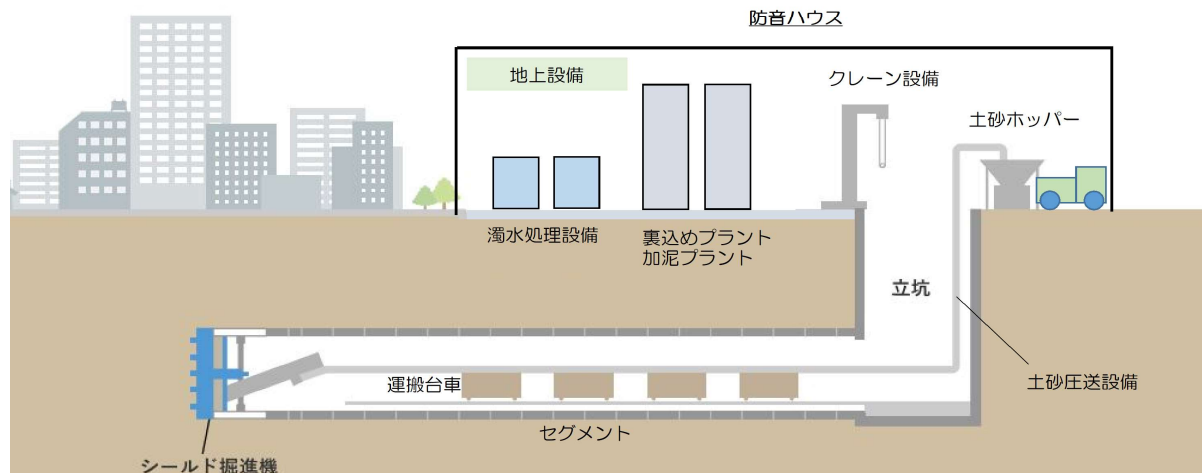 防音ハウス
地上設備
クレーン設備
土砂ホッパー
濁水処理設備
裏込めプラント
加泥プラント
立坑
運搬台車
土砂圧送設備
セグメント
シールド掘進機